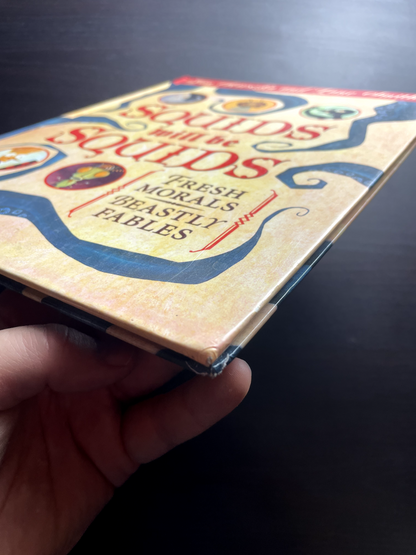 SQUIDS
will be
SQUIDS
FRESH
MORALS
BEASTLY
FABLES